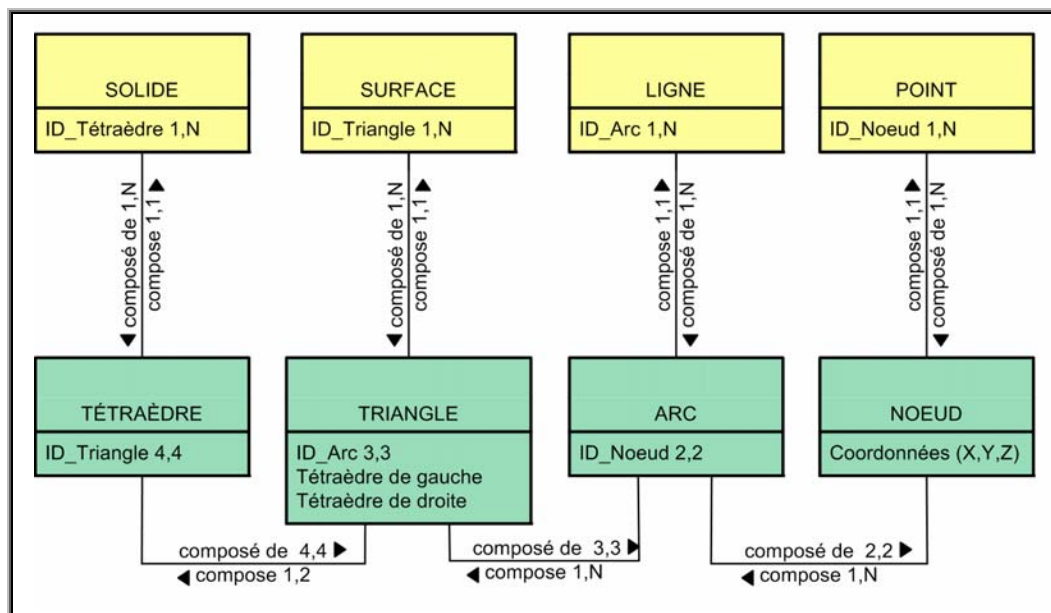 SOLIDE
ID_Tétraèdre 1,N
SURFACE
ID_Triangle 1,N
LIGNE
ID_Arc 1,N
POINT
ID_Noeud 1,N
composé de 1,N
compose 1,1
composé de 1,N
compose 1,1
compose 1,1
composé de 1,N
compose 1,1
composé de 1,N
TÉTRAÈDRE
ID_Triangle 4,4
TRIANGLE
ID_Arc 3,3
Tétraèdre de gauche
Tétraèdre de droite
ARC
ID_Noeud 2,2
NOEUD
Coordonnées (X,Y,Z)
composé de 4,4
compose 1,2
composé de 3,3
compose 1,N
composé de 2,2
compose 1,N